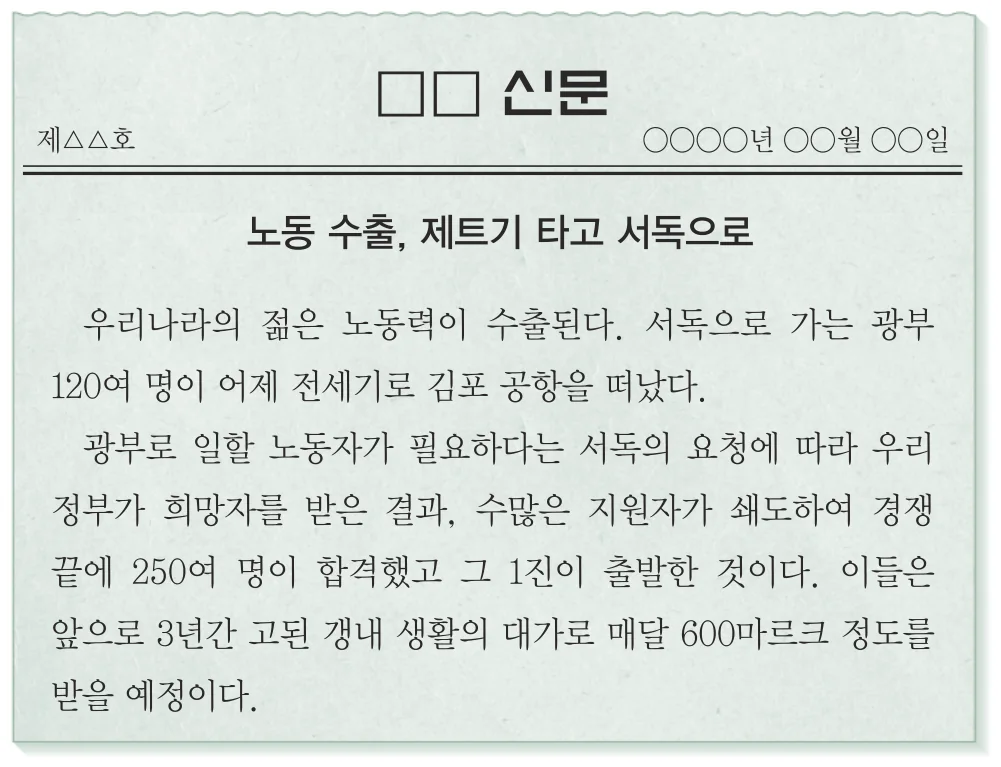 □□ 신문
제△△호 ○○○○년 ○○월 ○○일
노동 수출, 제트기 타고 서독으로
우리나라의 젊은 노동력이 수출된다. 서독으로 가는 광부
120여 명이 어제 전세기로 김포 공항을 떠났다.
광부로 일할 노동자가 필요하다는 서독의 요청에 따라 우리
정부가 희망자를 받은 결과, 수많은 지원자가 쇄도하여 경쟁
끝에 250여 명이 합격했고 그 1진이 출발한 것이다. 이들은
앞으로 3년간 고된 갱내 생활의 대가로 매달 600마르크 정도를
받을 예정이다.